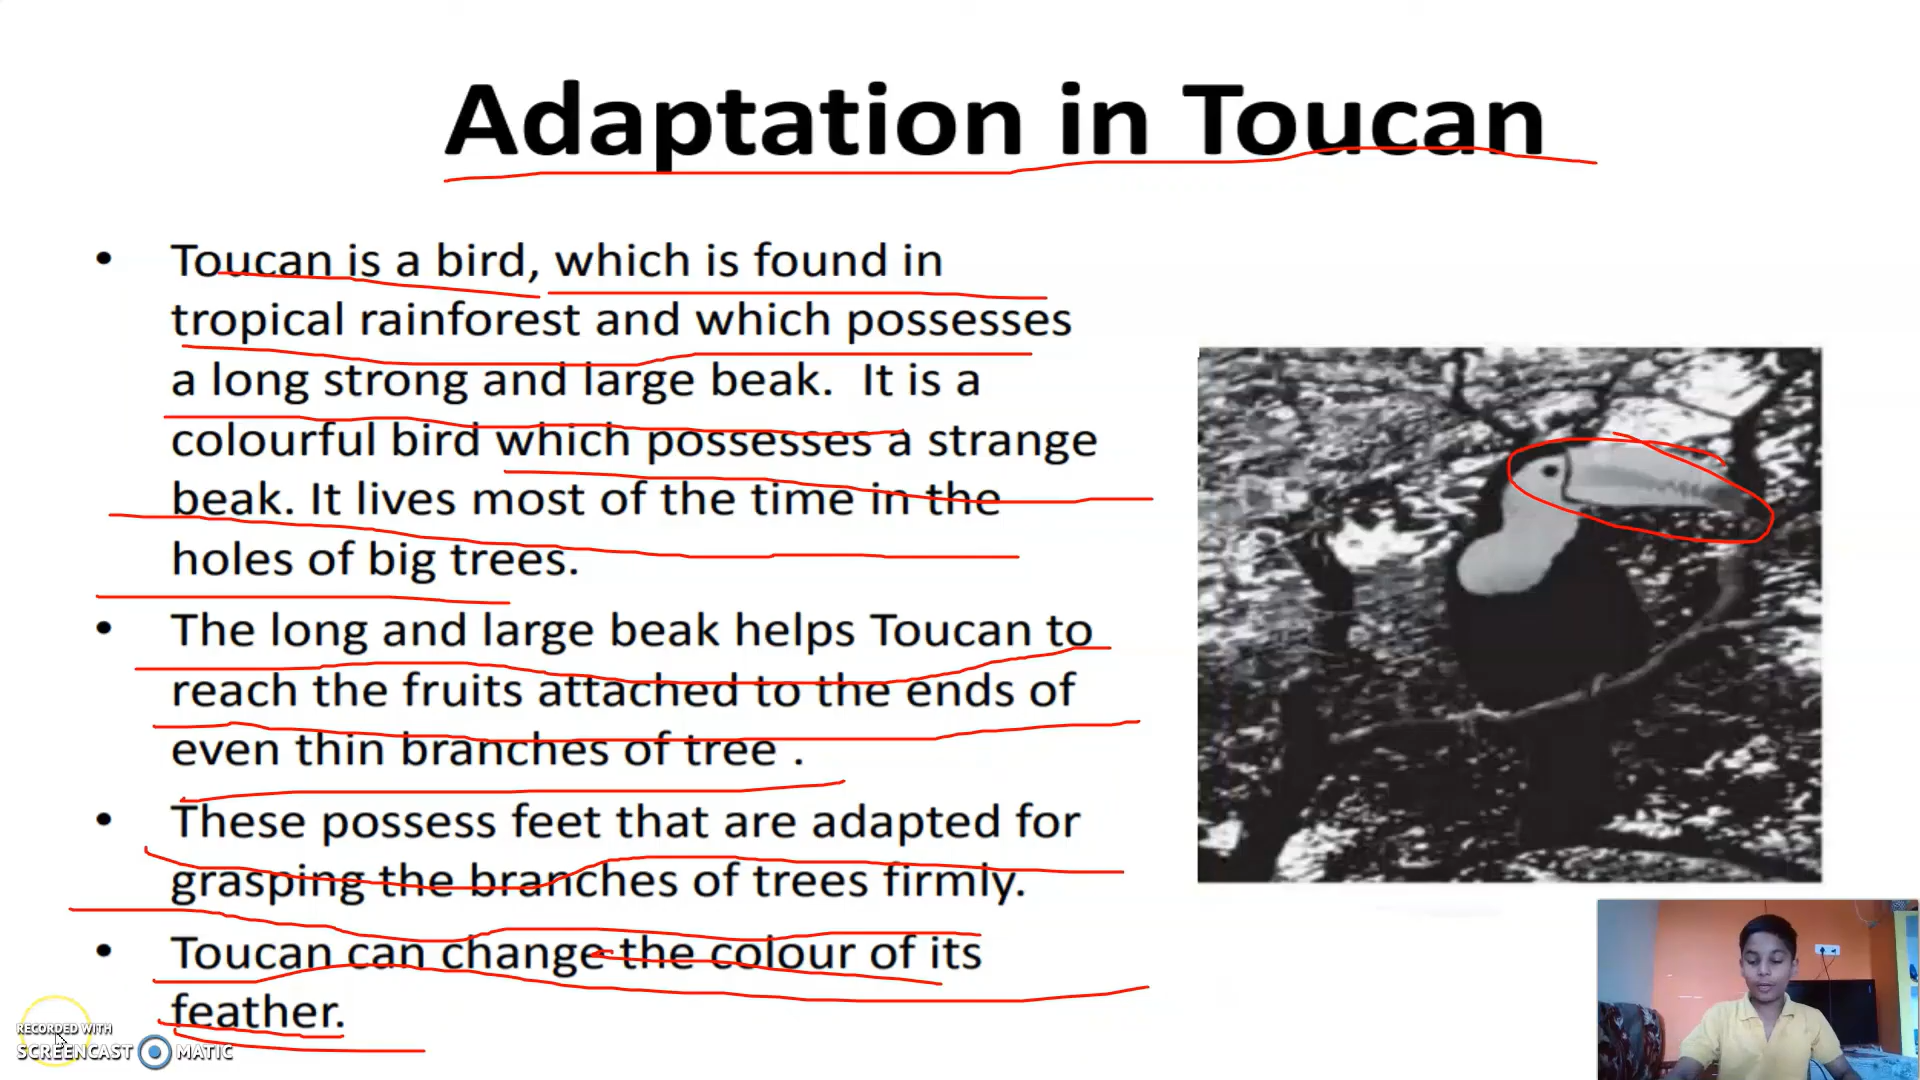 Adaptation in Toucan
• Toucan is a bird, which is found in
tropical rainforest and which possesses
a long strong and large beak. It is a
colourful bird which possesses a strange
beak. It lives most of the time in the
holes of big trees.
• The long and large beak helps Toucan to
reach the fruits attached to the ends of
even thin branches of tree .
• These possess feet that are adapted for
grasping the branches of trees firmly.
• Toucan can change the colour of its
feather.
RECORDED WITH
SCREENCAST MATIC